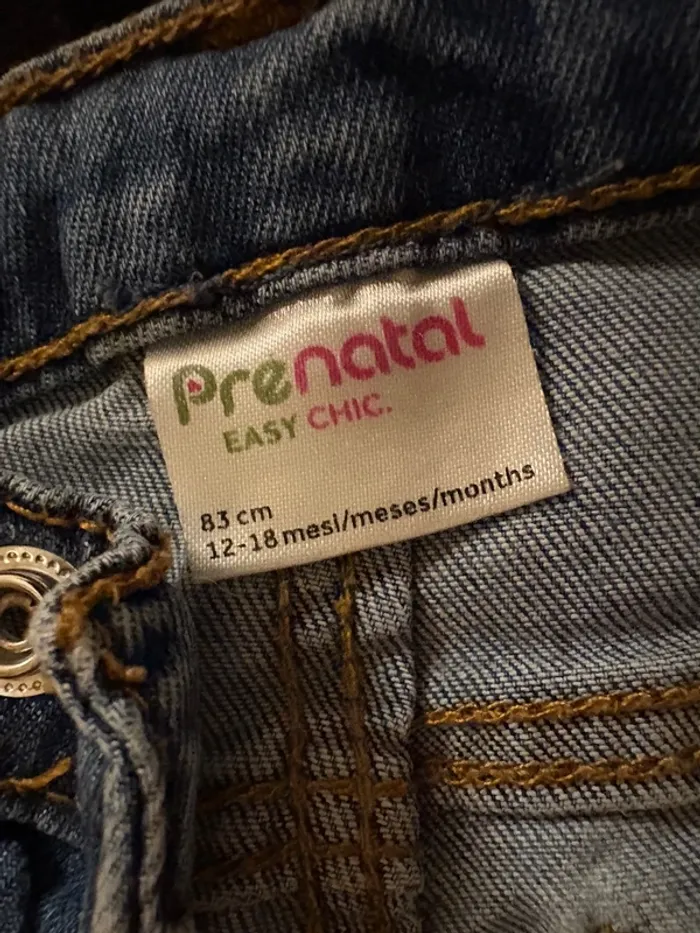 Prenatal
EASY CHIC.
83 cm
12-18 mesi/meses/months